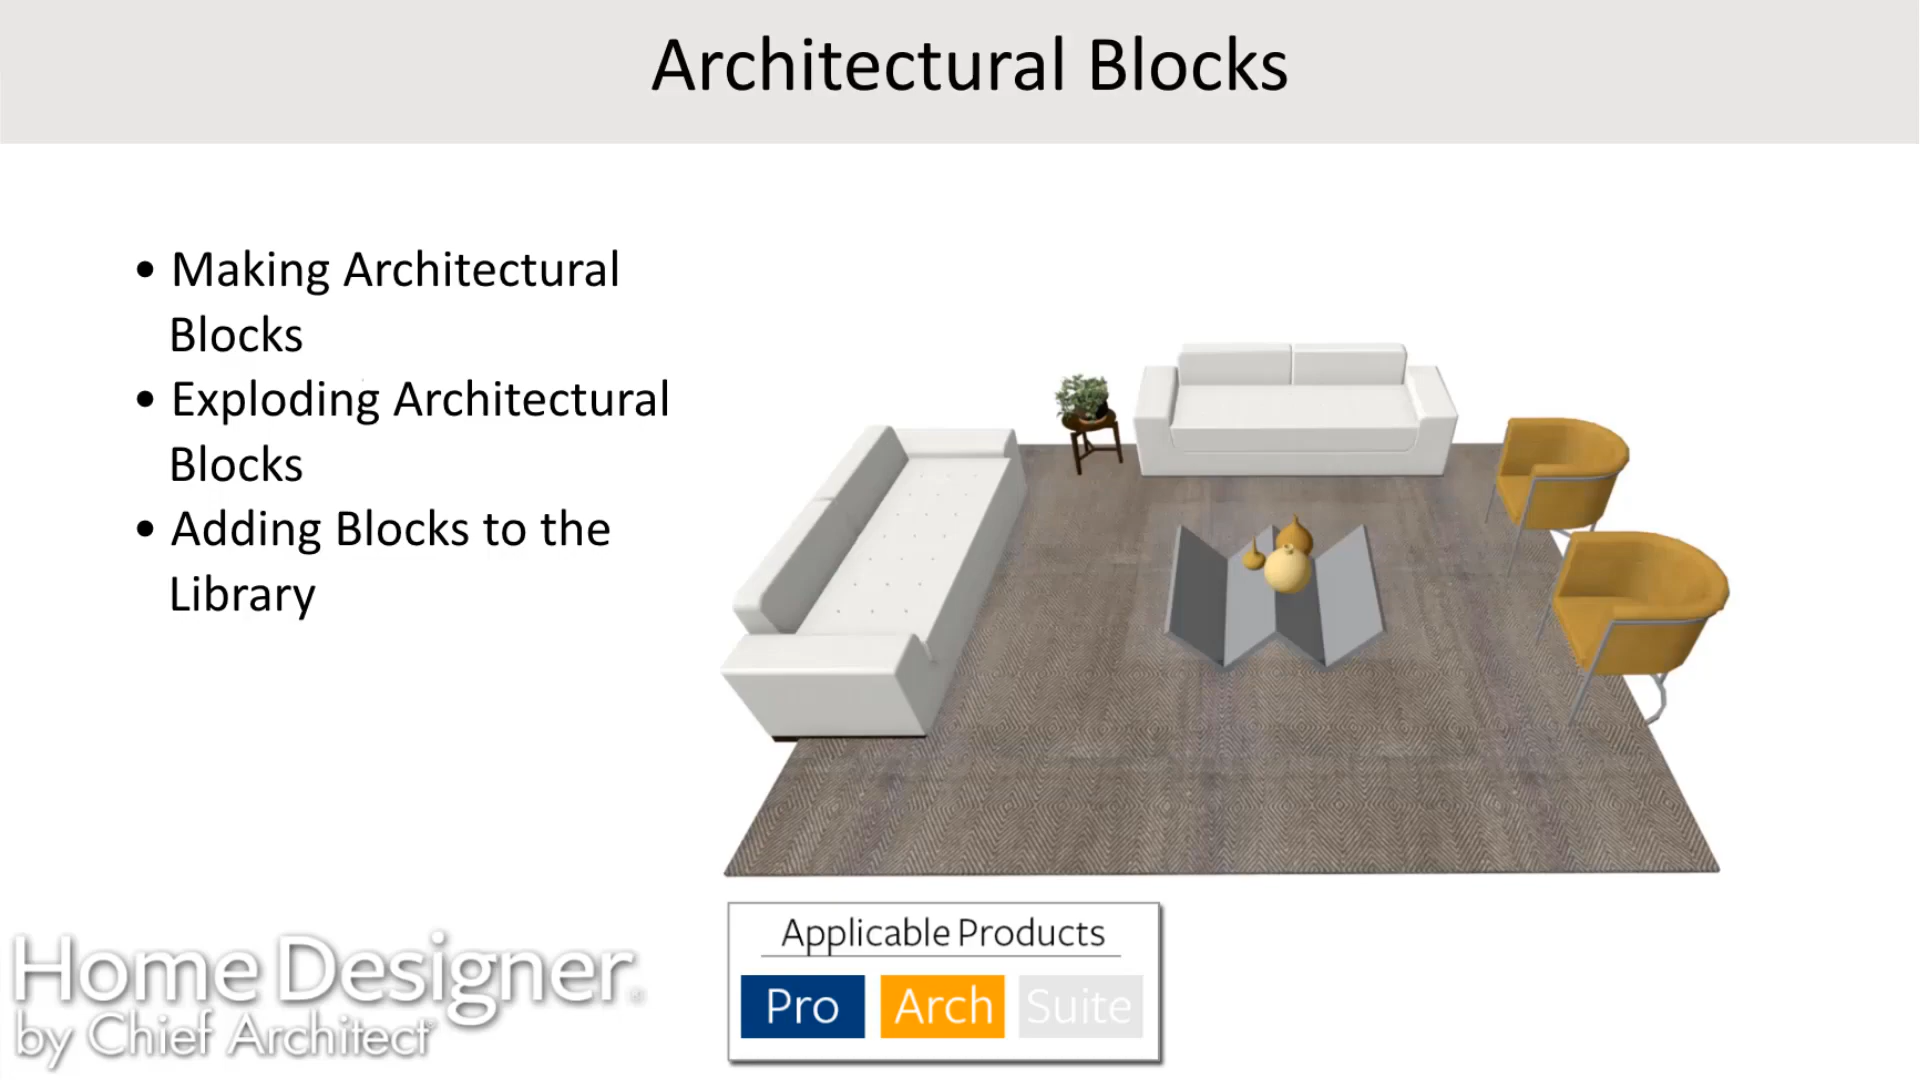 Architectural Blocks
• Making Architectural
Blocks
• Exploding Architectural
Blocks
• Adding Blocks to the
Library
Home Designer®
by Chief Architect®
Applicable Products
Pro Arch Suite